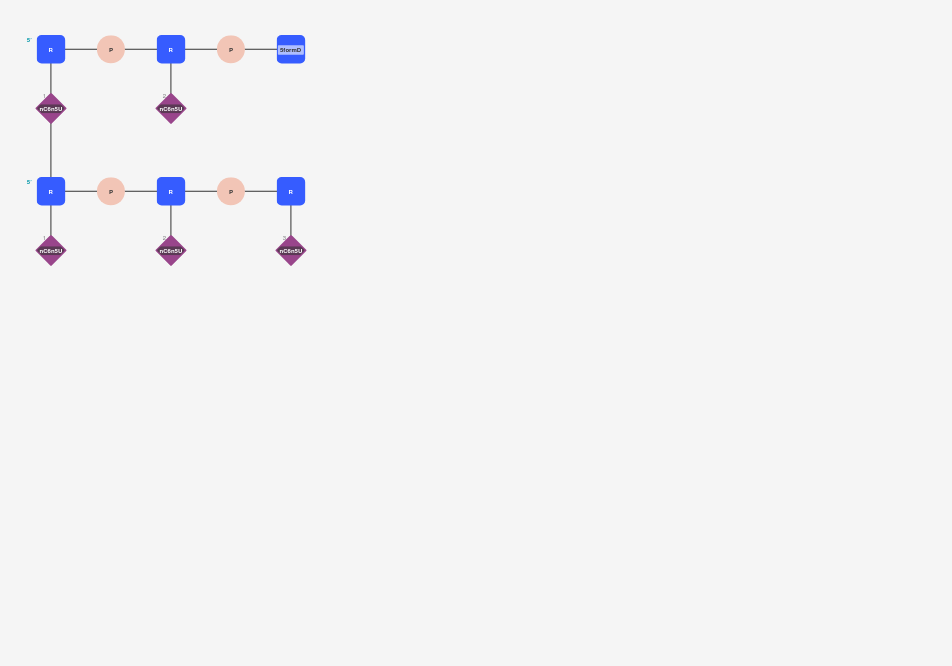 5'
R P R P 5formD
1 2
nC6n5U nC6n5U
5'
R P R P R
1 2 3
nC6n5U nC6n5U nC6n5U